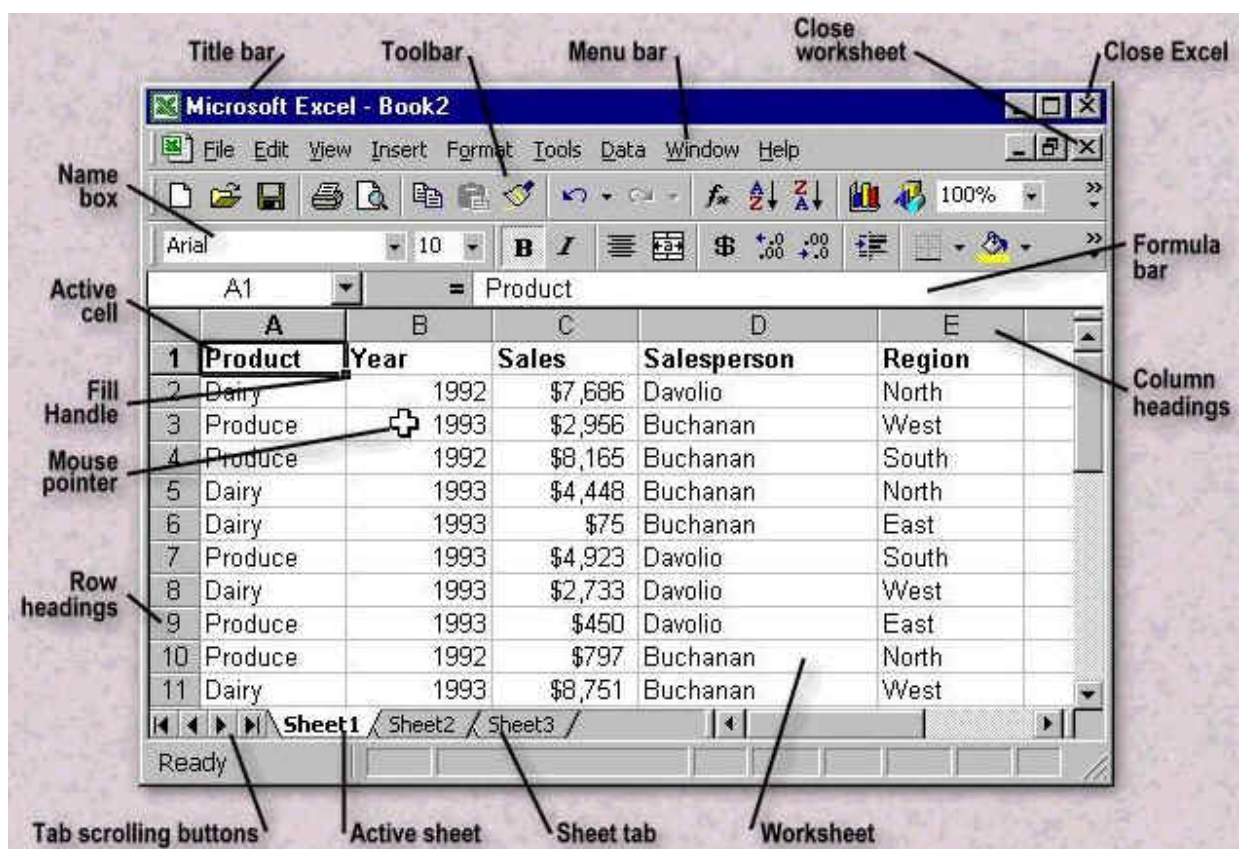 Title bar
Toolbar
Menu bar
Close
worksheet
Close Excel
Microsoft Excel - Book2
File Edit View Insert Format Tools Data Window Help
Name
box
100%
Arial 10 B I $ .00 .00
Formula
bar
Active
cell
A1 = Product
A B C D E
1 Product Year Sales Salesperson Region
Fill
Handle
2 Dairy 1992 $7,686 Davolio North
Column
headings
3 Produce 1993 $2,956 Buchanan West
Mouse
pointer
4 Produce 1992 $8,165 Buchanan South
5 Dairy 1993 $4,448 Buchanan North
6 Dairy 1993 $75 Buchanan East
7 Produce 1993 $4,923 Davolio South
Row
headings
8 Dairy 1993 $2,733 Davolio West
9 Produce 1993 $450 Davolio East
10 Produce 1992 $797 Buchanan North
11 Dairy 1993 $8,751 Buchanan West
Sheet1 Sheet2 Sheet3
Ready
Tab scrolling buttons
Active sheet
Sheet tab
Worksheet